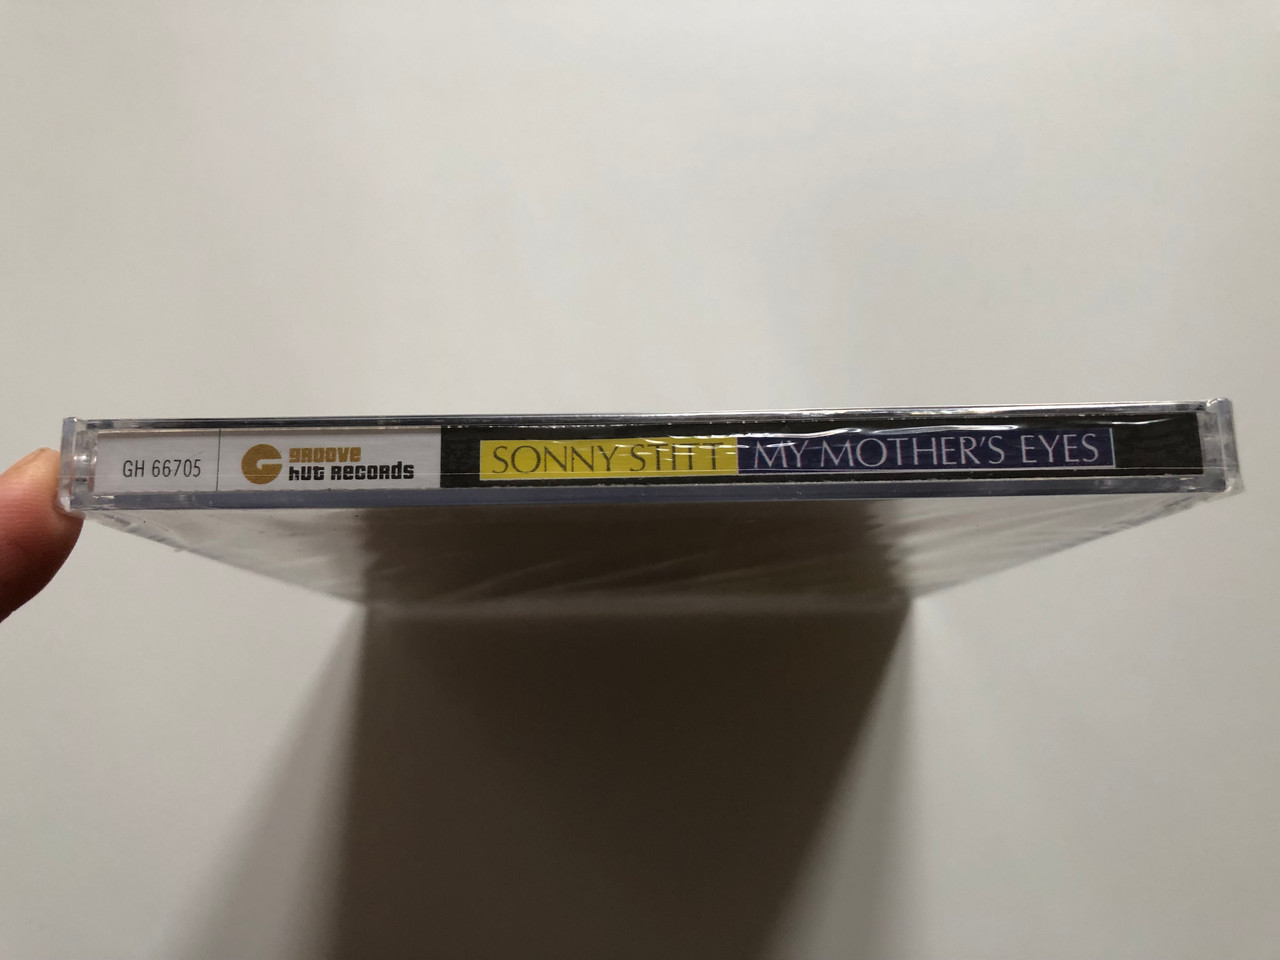 GH 66705
groove
hut records
SONNY STITT MY MOTHER'S EYES